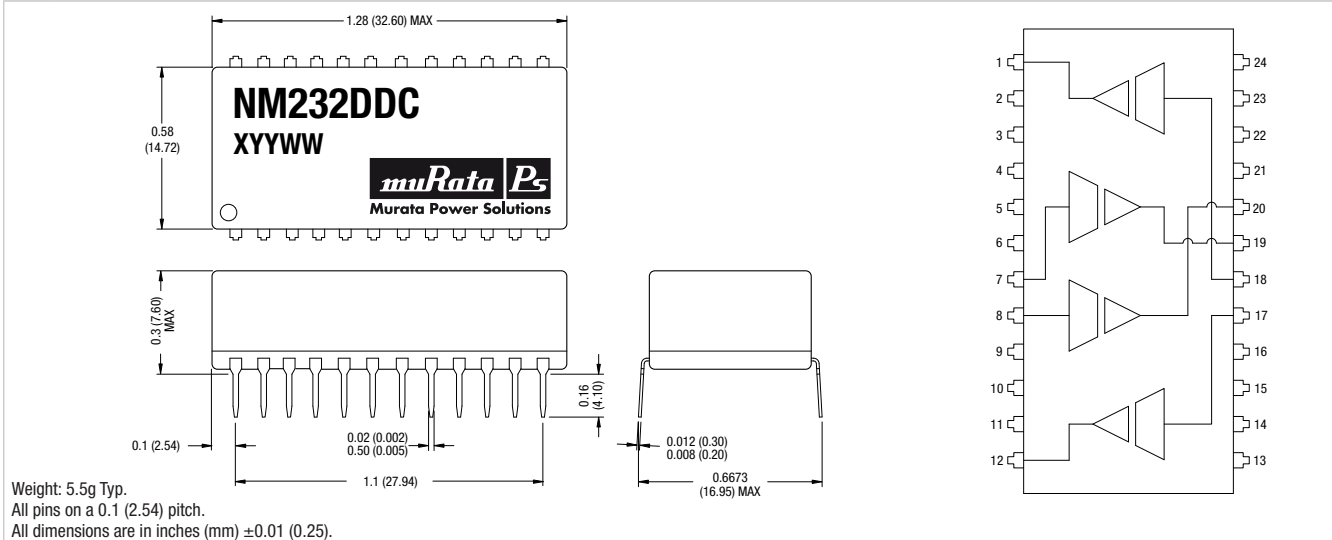 1.28 (32.60) MAX
0.58
(14.72)
NM232DDC
XYYWW
muRata Ps
Murata Power Solutions
0.3 (7.60)
MAX
0.16
(4.10)
0.1 (2.54)
0.02 (0.002)
0.50 (0.005)
1.1 (27.94)
0.012 (0.30)
0.008 (0.20)
0.6673
(16.95) MAX
Weight: 5.5g Typ.
All pins on a 0.1 (2.54) pitch.
All dimensions are in inches (mm) ±0.01 (0.25).
1 24
2 23
3 22
4 21
5 20
6 19
7 18
8 17
9 16
10 15
11 14
12 13